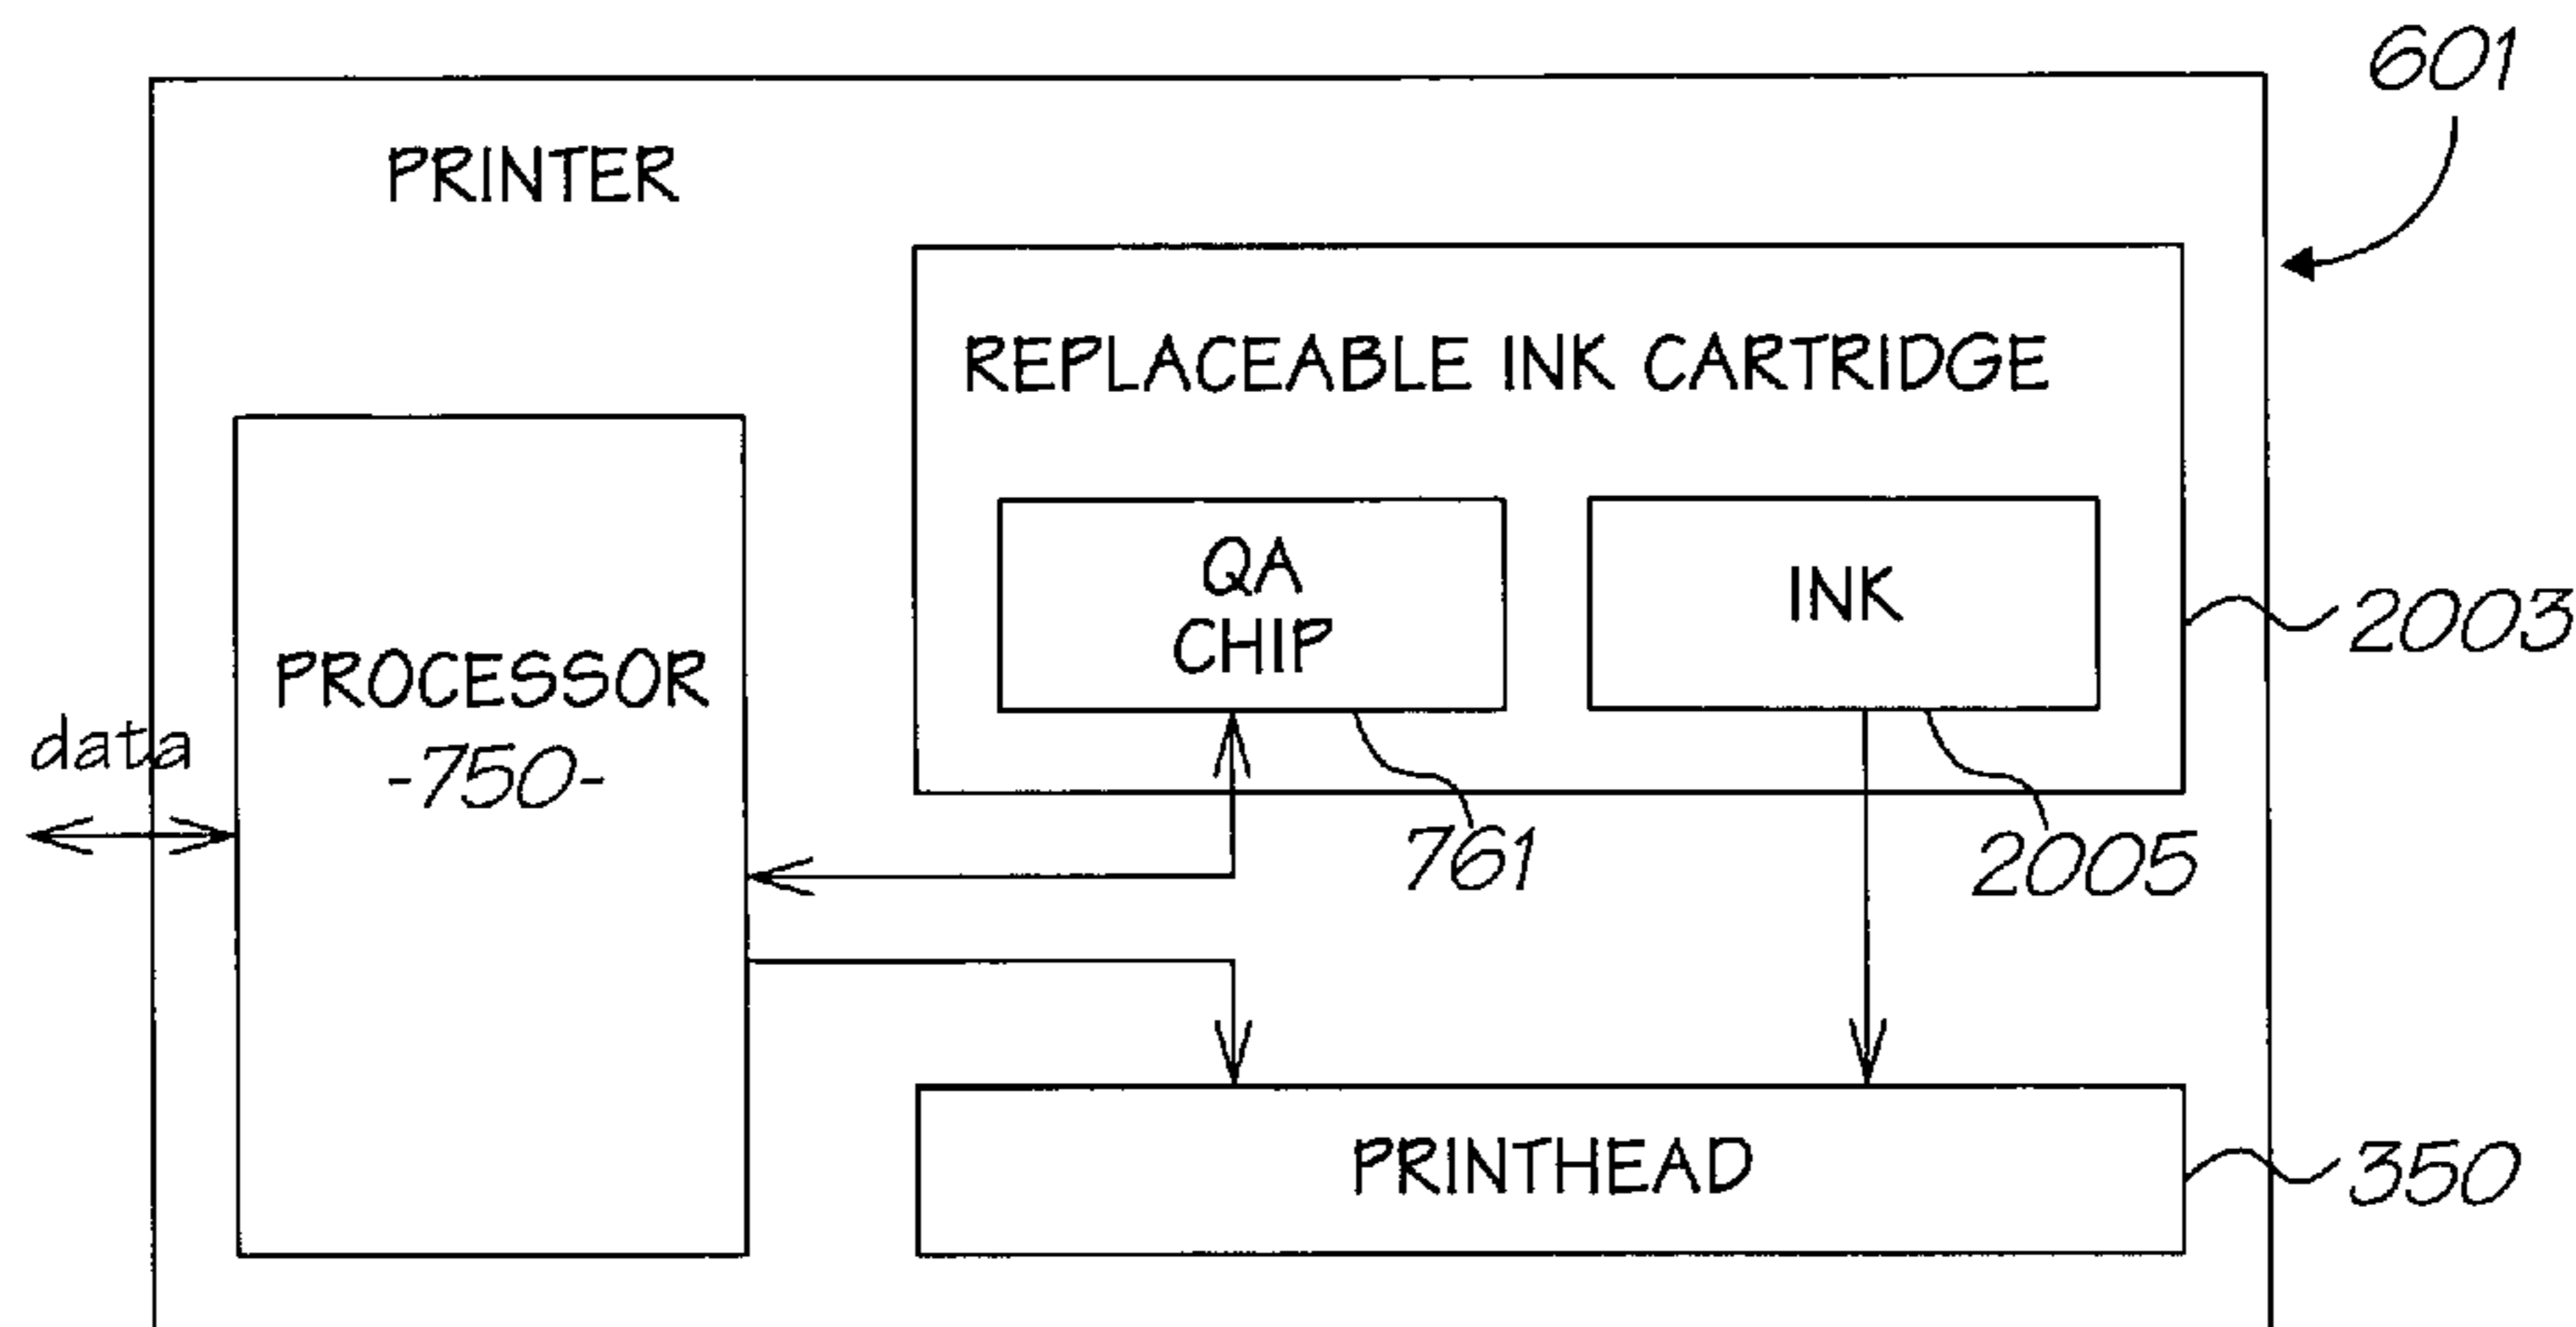 601
PRINTER
REPLACEABLE INK CARTRIDGE
QA
CHIP
INK
2003
PROCESSOR
-750-
data
761
2005
PRINTHEAD
350